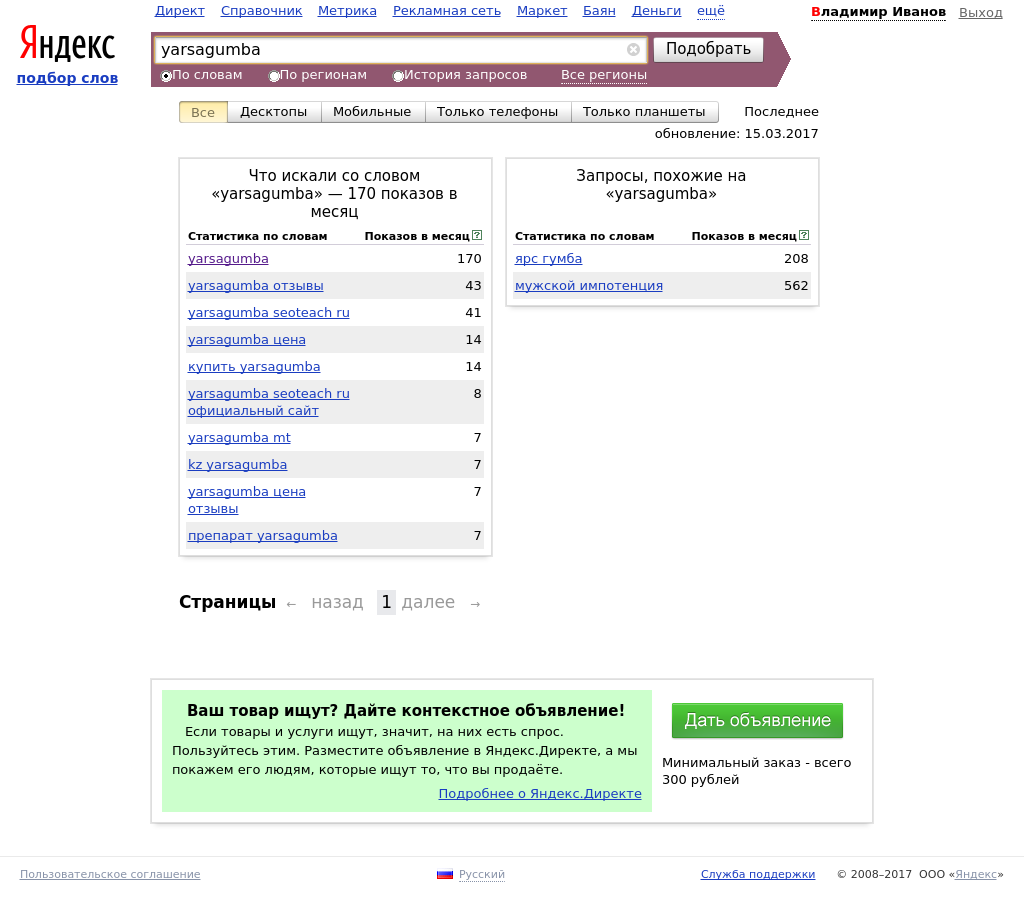 Директ Справочник Метрика Рекламная сеть Маркет Баян Деньги ещё Владимир Иванов Выход
Яндекс
подбор слов
yarsagumba Подобрать
По словам По регионам История запросов Все регионы
Все Десктопы Мобильные Только телефоны Только планшеты
Последнее
обновление: 15.03.2017
Что искали со словом
«yarsagumba» — 170 показов в
месяц
Статистика по словам Показов в месяц ?
yarsagumba 170
yarsagumba отзывы 43
yarsagumba seoteach ru 41
yarsagumba цена 14
купить yarsagumba 14
yarsagumba seoteach ru 8
официальный сайт
yarsagumba mt 7
kz yarsagumba 7
yarsagumba цена 7
отзывы
препарат yarsagumba 7
Запросы, похожие на
«yarsagumba»
Статистика по словам Показов в месяц ?
ярс гумба 208
мужской импотенция 562
Страницы ← назад 1 далее →
Ваш товар ищут? Дайте контекстное объявление!
Если товары и услуги ищут, значит, на них есть спрос.
Пользуйтесь этим. Разместите объявление в Яндекс.Директе, а мы
покажем его людям, которые ищут то, что вы продаёте.
Подробнее о Яндекс.Директе
Дать объявление
Минимальный заказ - всего
300 рублей
Пользовательское соглашение Русский Служба поддержки © 2008–2017 ООО «Яндекс»